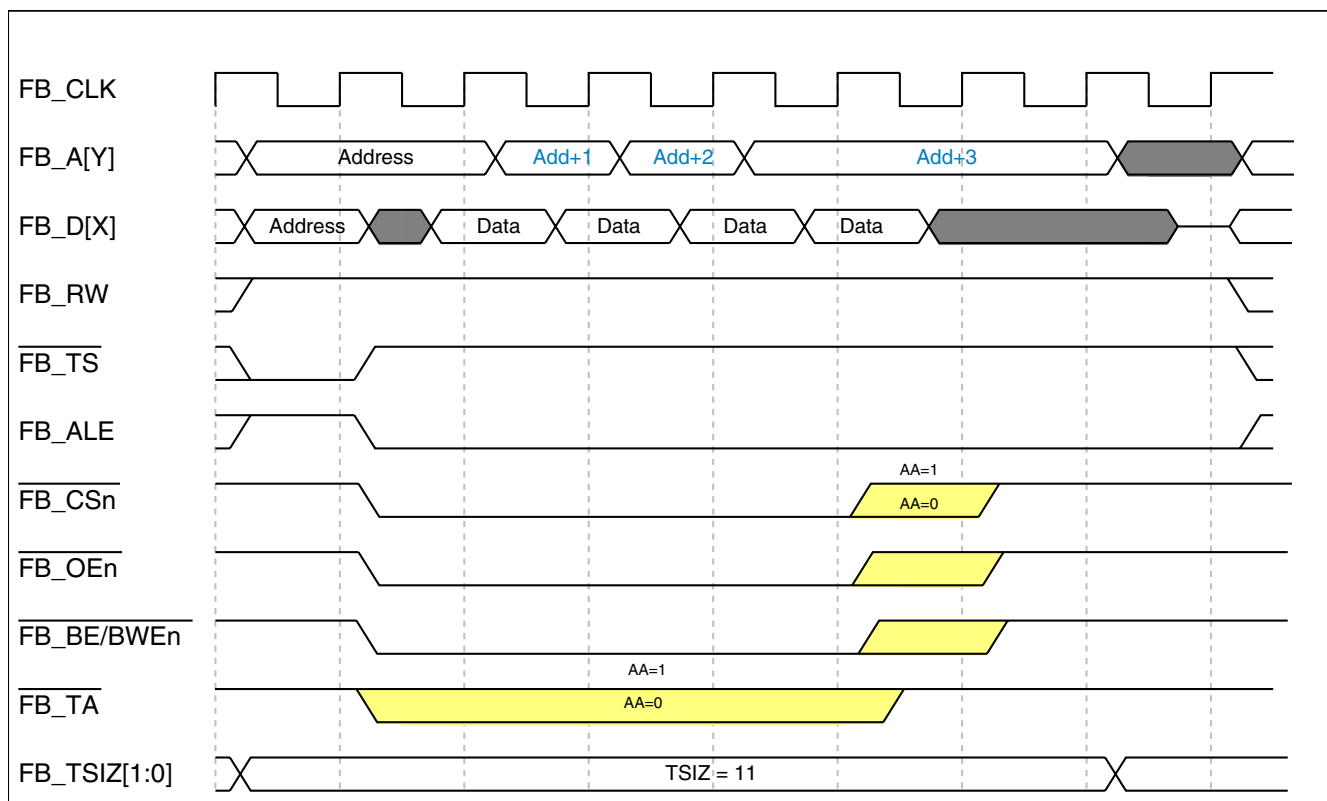 FB_CLK
FB_A[Y] Address Add+1 Add+2 Add+3
FB_D[X] Address Data Data Data Data
FB_RW
FB_TS
FB_ALE
AA=1
FB_CSn AA=0
FB_OEn
FB_BE/BWEn
AA=1
FB_TA AA=0
FB_TSIZ[1:0] TSIZ = 11